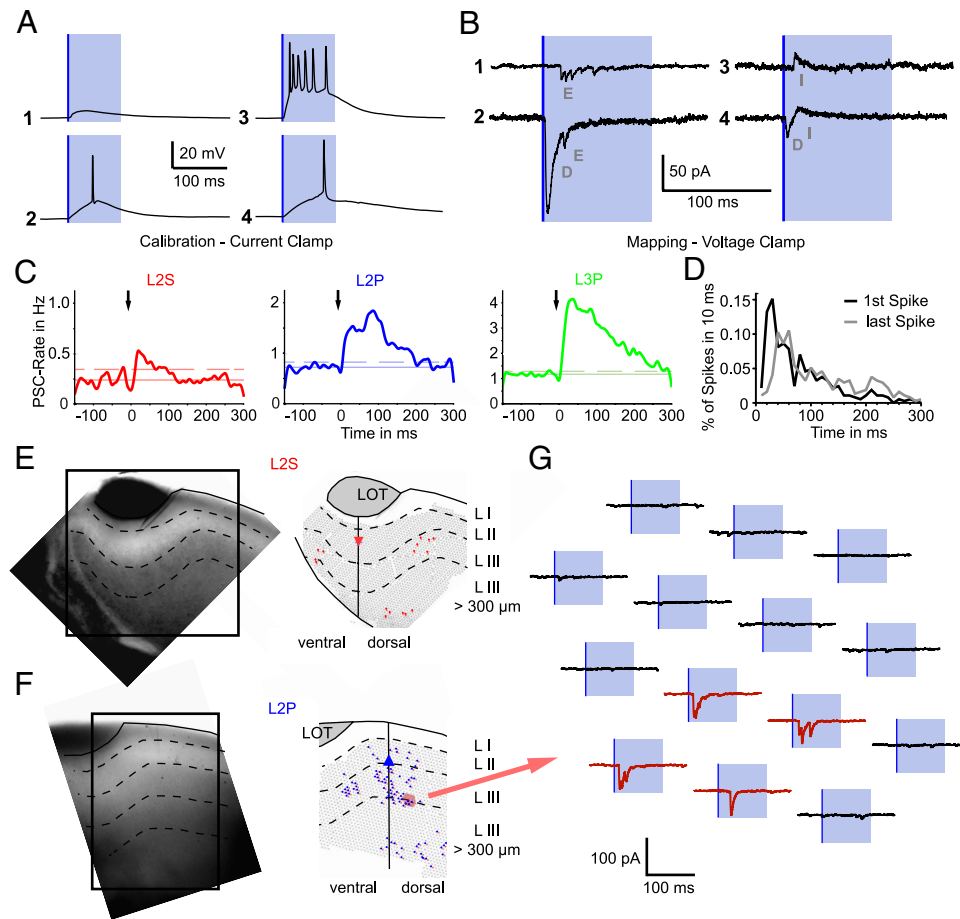 A
1
3
20 mV
100 ms
2
4
Calibration - Current Clamp
B
1
E
3
I
2
E
D
4
D
I
50 pA
100 ms
Mapping - Voltage Clamp
C
L2S
L2P
L3P
PSC-Rate in Hz
1.0
0.5
0
-100 0 100 200 300
2
1
0
-100 0 100 200 300
4
3
2
1
0
-100 0 100 200 300
Time in ms
D
1st Spike
last Spike
% of Spikes in 10 ms
0.15
0.10
0.05
0
0 100 200 300
Time in ms
E
L2S
LOT
L I
L II
L III
L III
> 300 µm
ventral dorsal
F
L2P
LOT
L I
L II
L III
L III
> 300 µm
ventral dorsal
G
100 pA
100 ms